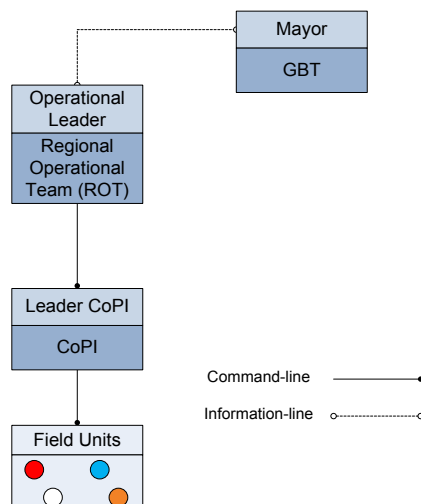 Mayor
GBT
Operational
Leader
Regional
Operational
Team (ROT)
Leader CoPI
CoPI
Command-line
Information-line
Field Units